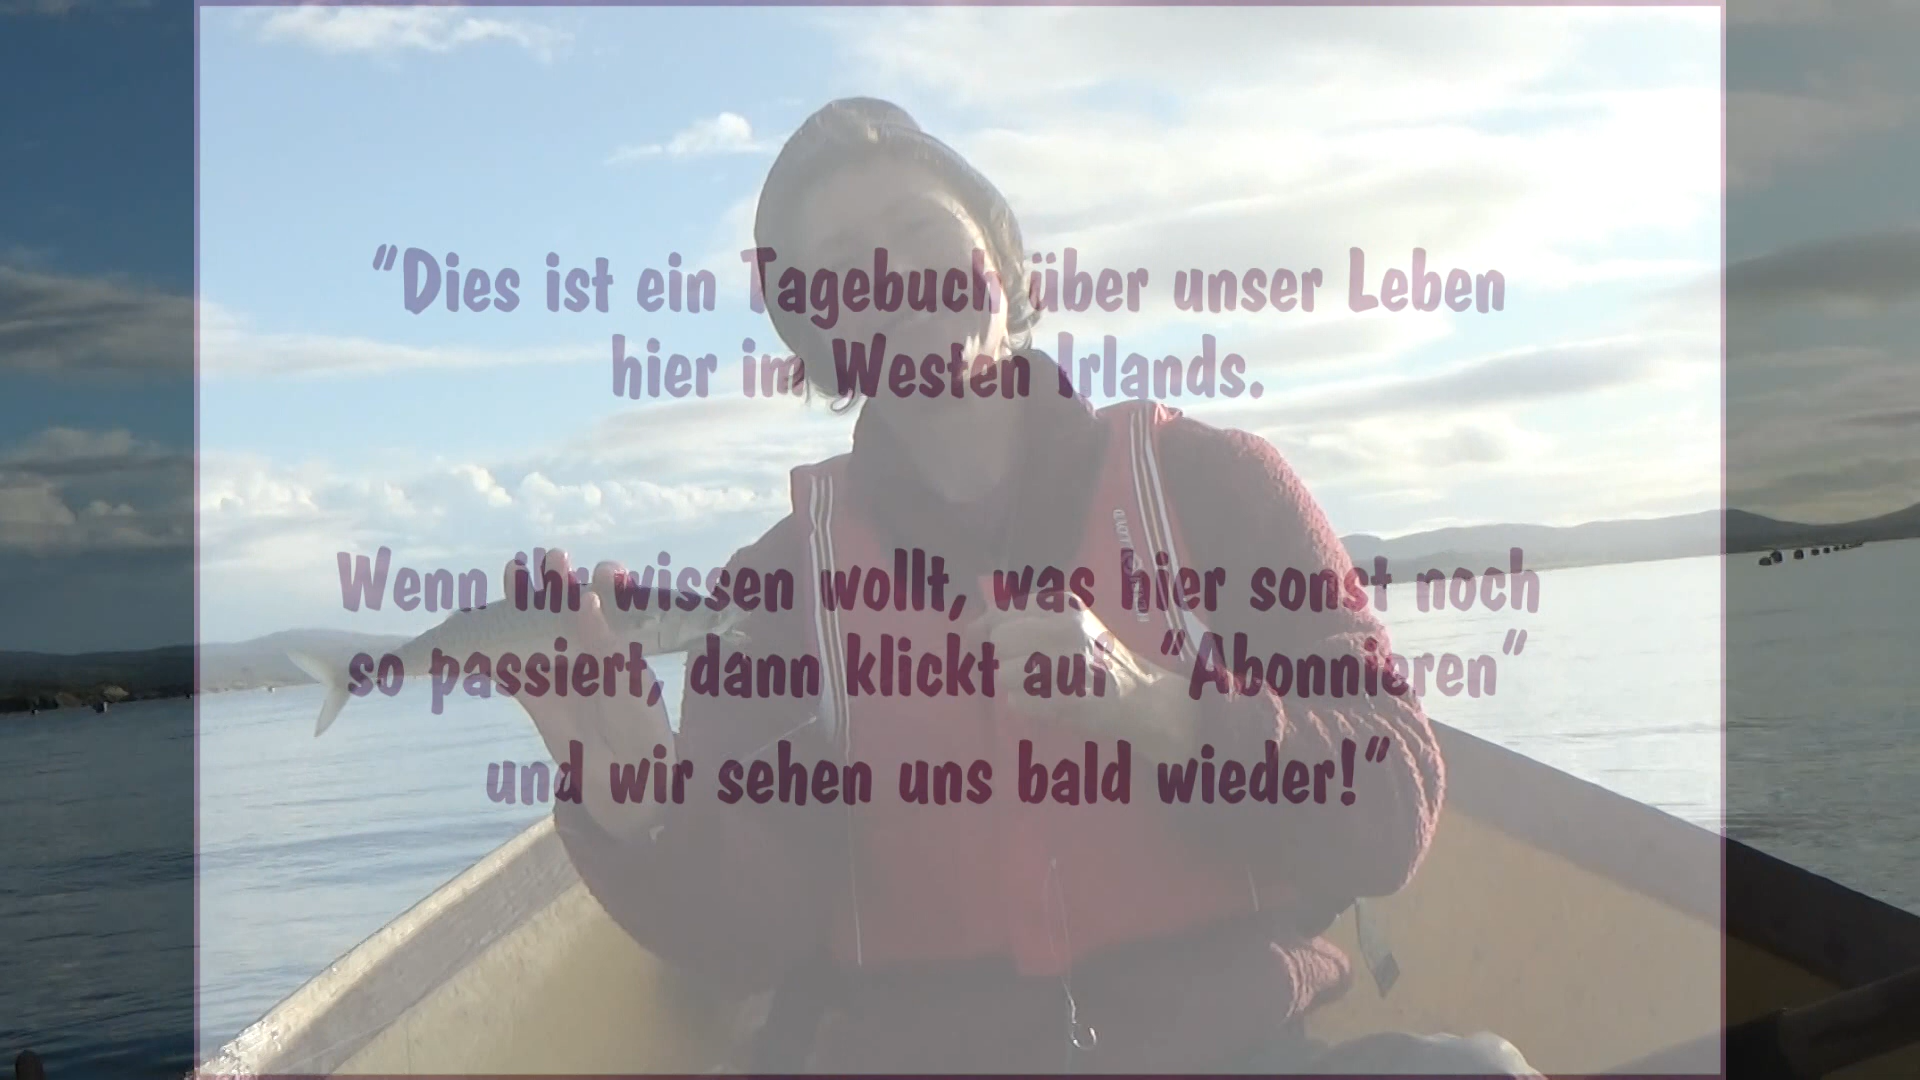 "Dies ist ein Tagebuch über unser Leben
hier im Westen Irlands.
Wenn ihr wissen wollt, was hier sonst noch
so passiert, dann klickt auf "Abonnieren"
und wir sehen uns bald wieder!"